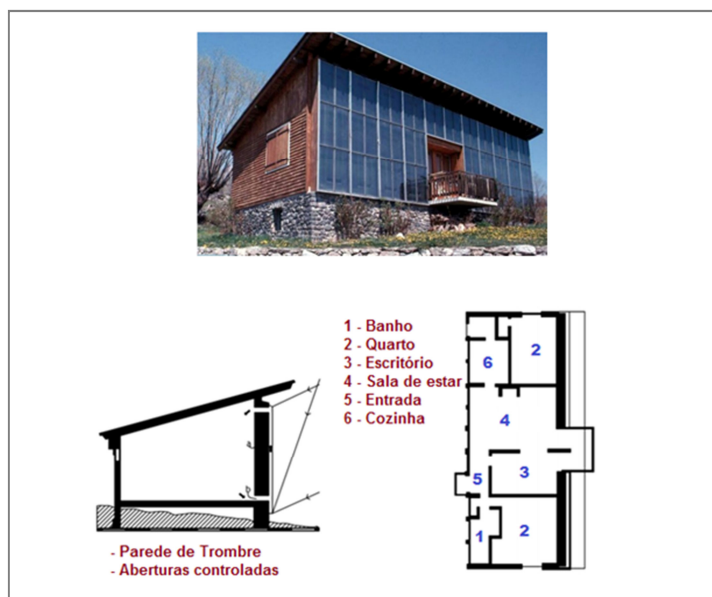 1 - Banho
2 - Quarto
3 - Escritório
4 - Sala de estar
5 - Entrada
6 - Cozinha
6
2
4
3
5
1
2
- Parede de Trombre
- Aberturas controladas